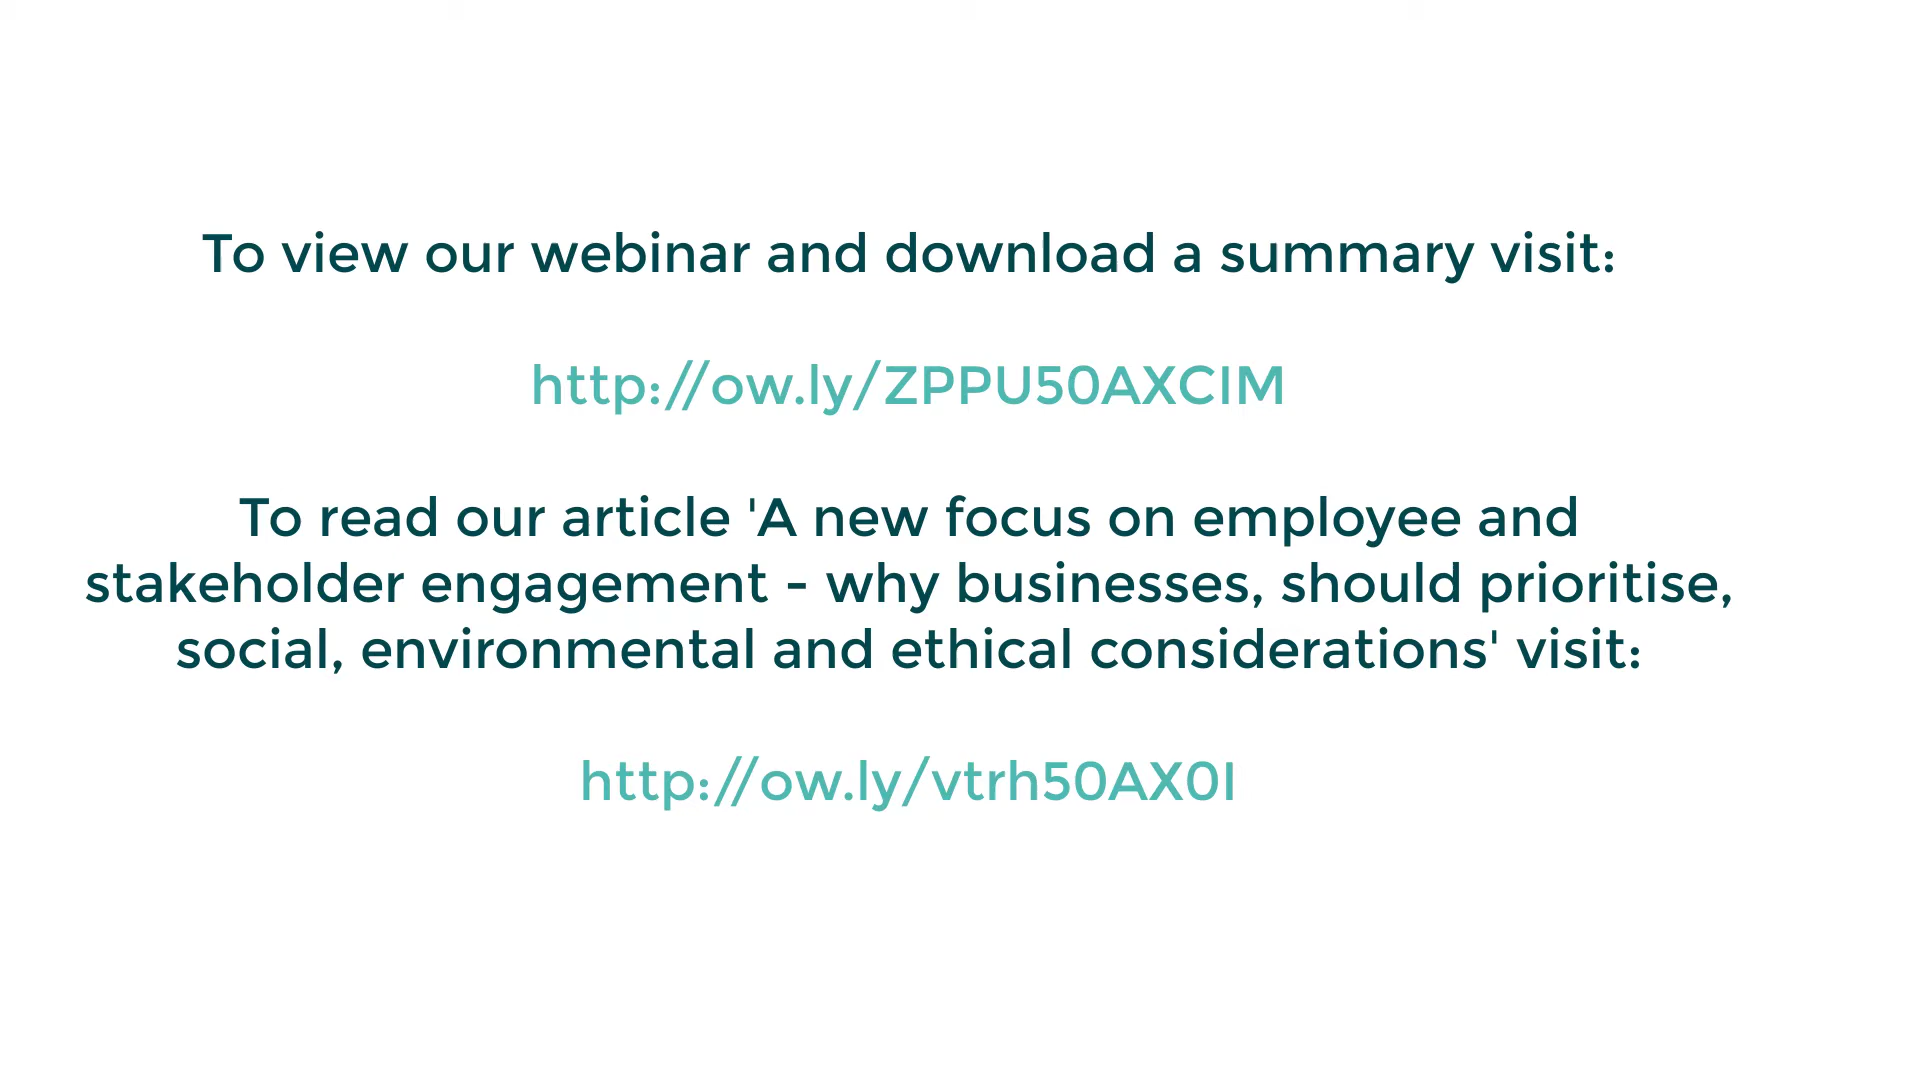 To view our webinar and download a summary visit:
http://ow.ly/ZPPU50AXCIM
To read our article 'A new focus on employee and
stakeholder engagement - why businesses, should prioritise,
social, environmental and ethical considerations' visit:
http://ow.ly/vtrh50AX0I